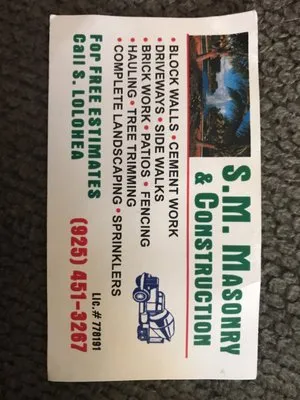 S.M. MASONRY
& CONSTRUCTION
• BLOCK WALLS • CEMENT WORK
• DRIVEWAYS • SIDE WALKS
• BRICK WORK • PATIOS • FENCING
• HAULING • TREE TRIMMING
• COMPLETE LANDSCAPING • SPRINKLERS
Lic.# 778191
For FREE ESTIMATES
Call S. LOLOHEA
(925) 451-3267